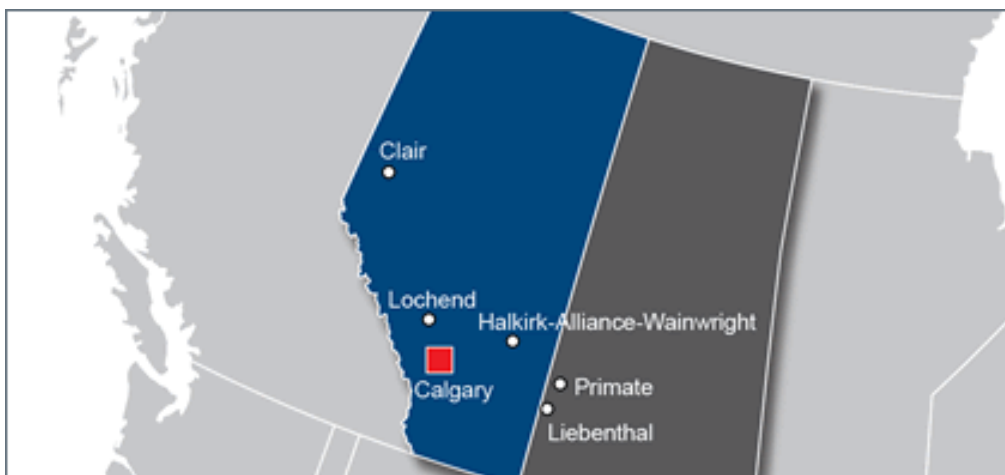 Clair
Lochend
Halkirk-Alliance-Wainwright
Calgary
Primate
Liebenthal